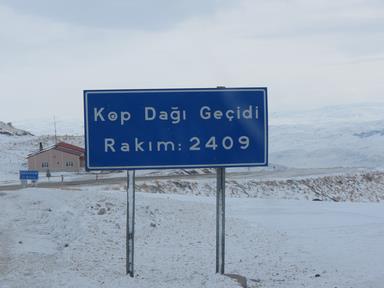 Kop Dağı Geçidi
Rakım: 2409